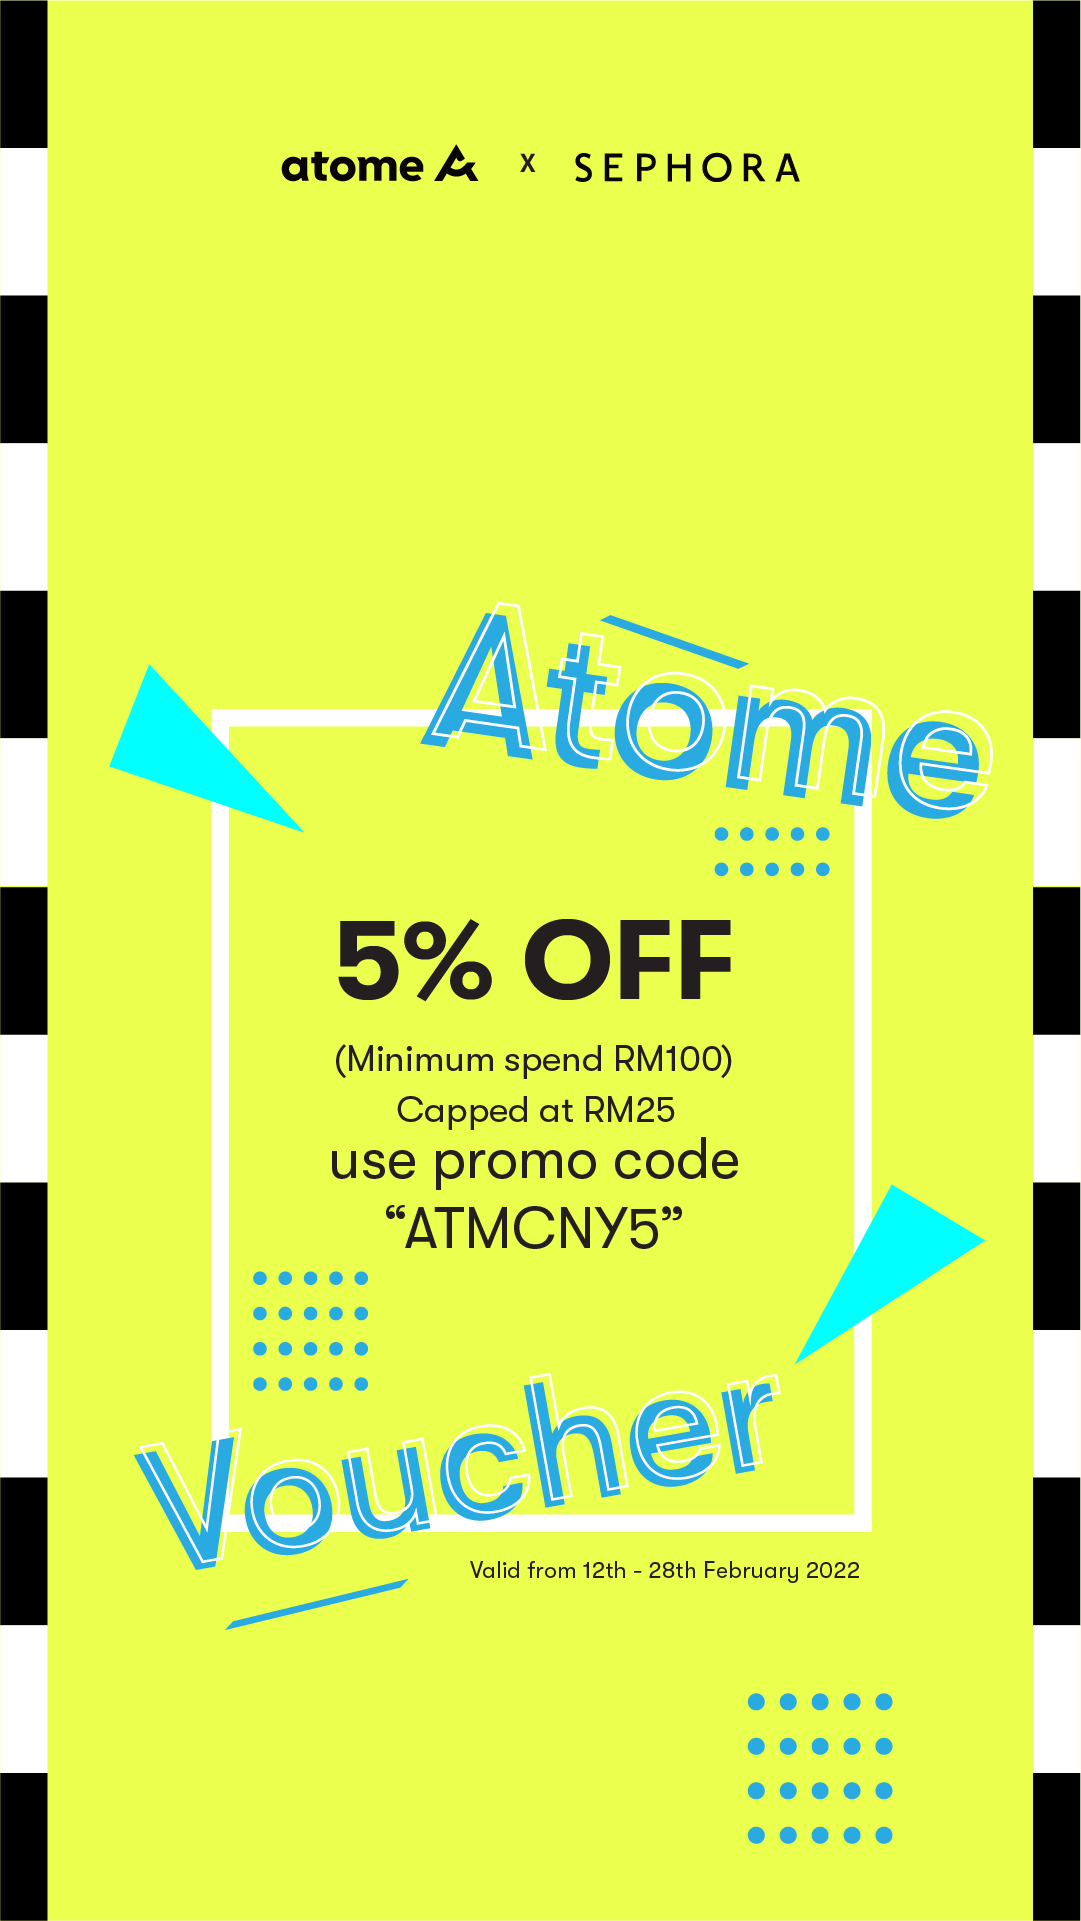 atome x SEPHORA
Atome
5% OFF
(Minimum spend RM100)
Capped at RM25
use promo code
“ATMCNY5”
Voucher
Valid from 12th - 28th February 2022